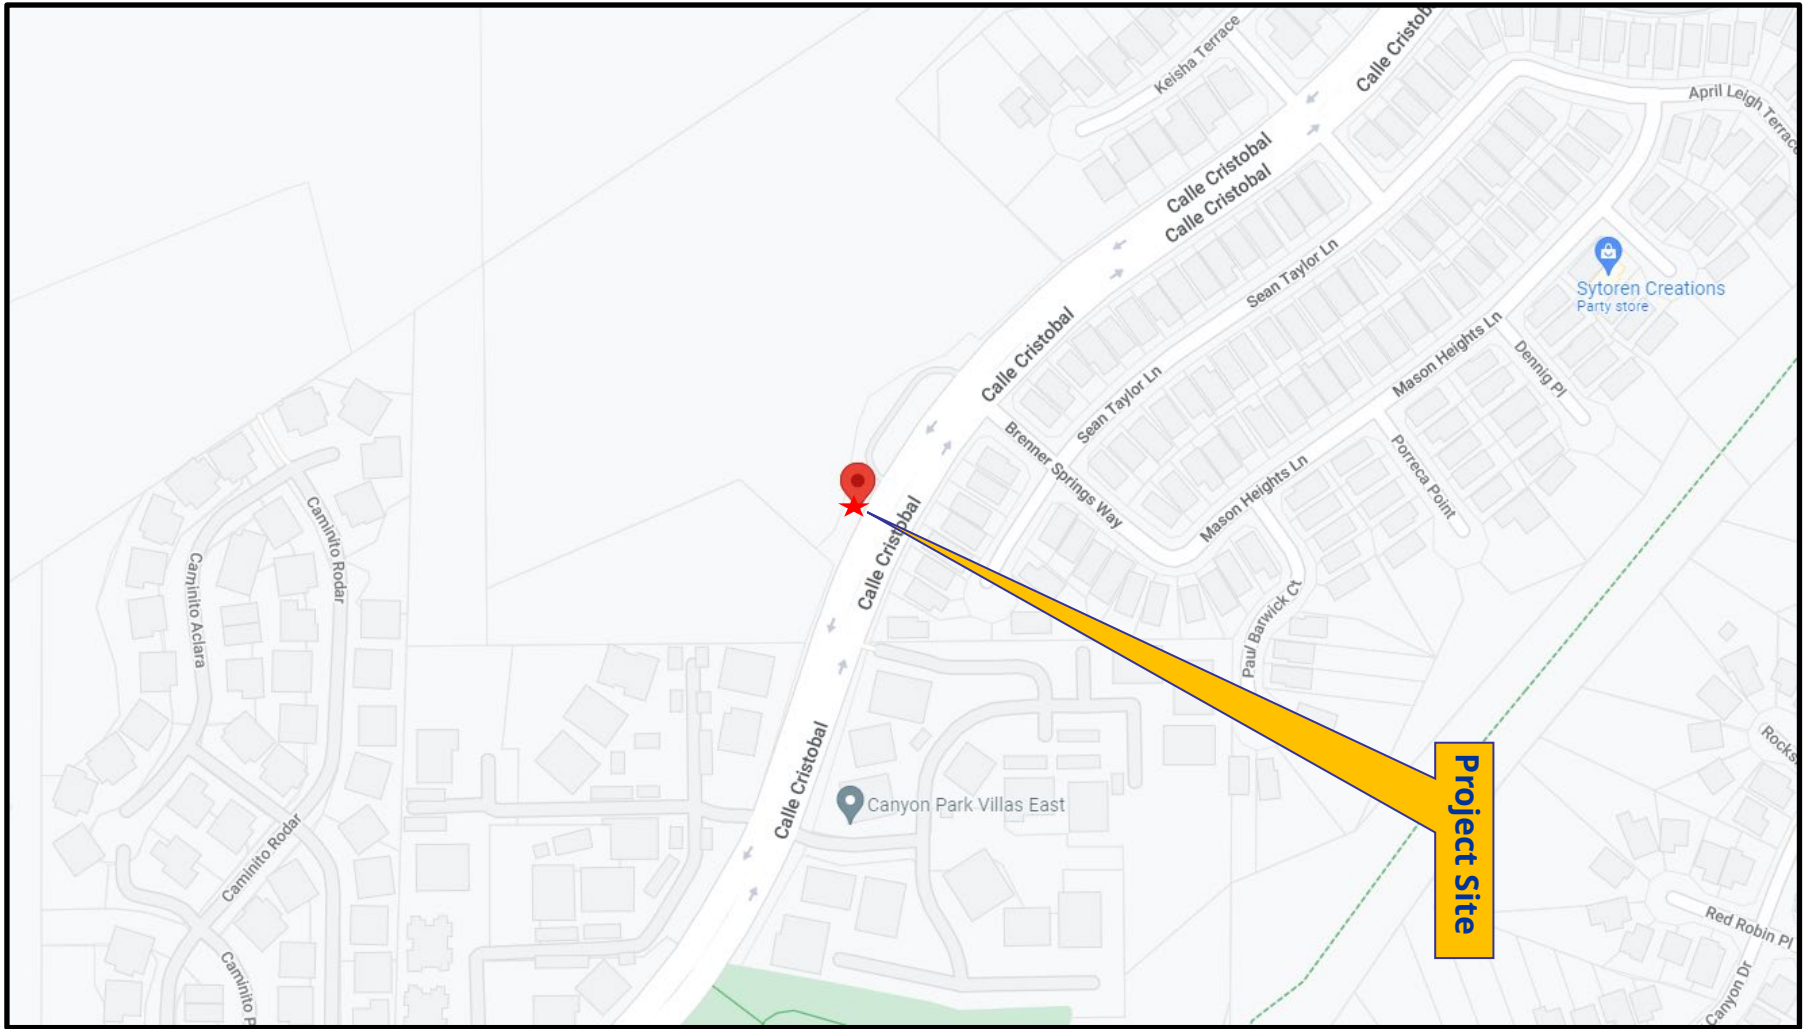 Keisha Terrace
Calle Cristob
April Leigh Terrace
Calle Cristobal
Calle Cristobal
Sean Taylor Ln
Sytoren Creations
Party store
Calle Cristobal
Mason Heights Ln
Dennig Pl
Sean Taylor Ln
Brenner Springs Way
Porreca Point
Mason Heights Ln
Caminito Rodar
Calle Cristobal
Caminito Aclara
Paul Barwick Ct
Rocks
Calle Cristobal
Project Site
Canyon Park Villas East
Caminito Rodar
Red Robin Pl
Caminito P
Canyon Dr